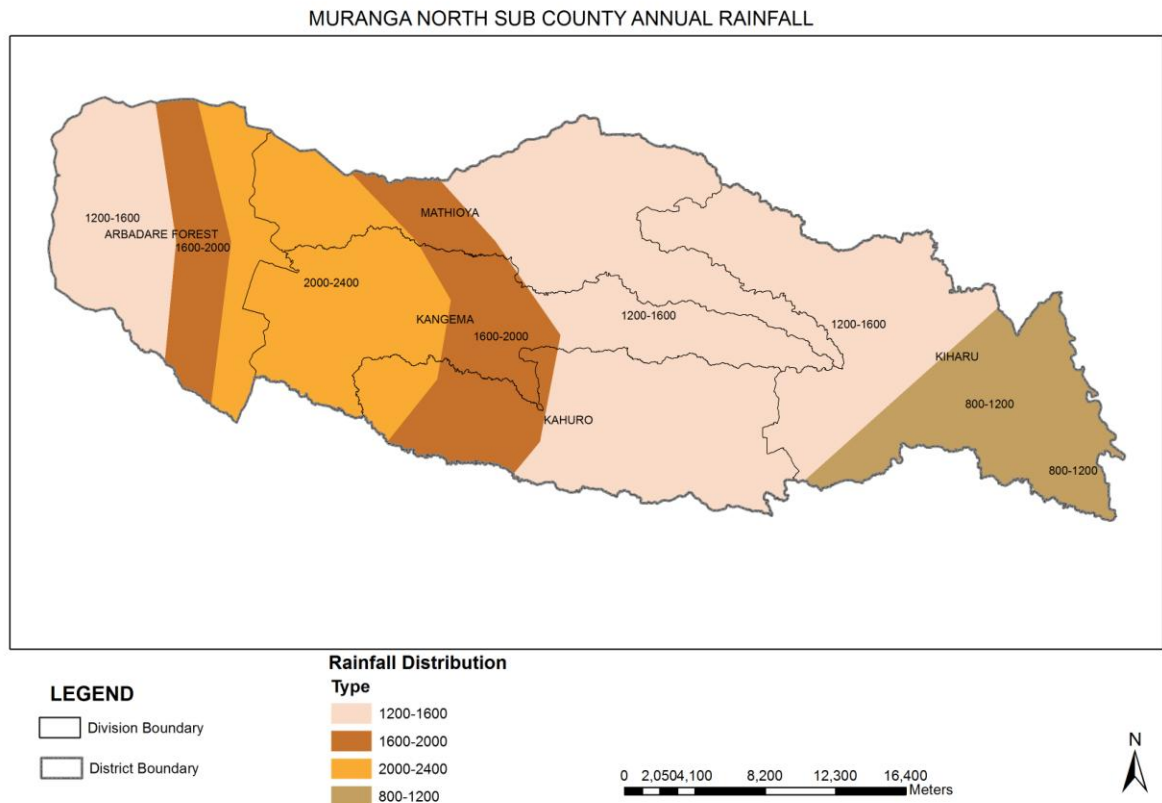 MURANGA NORTH SUB COUNTY ANNUAL RAINFALL
MATHIOYA
1200-1600
ARBADARE FOREST
1600-2000
2000-2400
KANGEMA
1600-2000
1200-1600
1200-1600
KIHARU
800-1200
KAHURO
800-1200
LEGEND
Division Boundary
District Boundary
Rainfall Distribution
Type
1200-1600
1600-2000
2000-2400
800-1200
0 2,0504,100 8,200 12,300 16,400
Meters
N